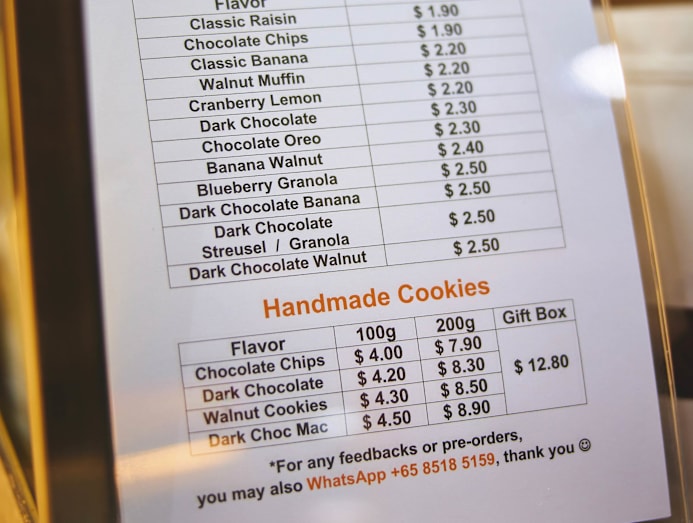 Flavor
Classic Raisin $ 1.90
Chocolate Chips $ 1.90
Classic Banana $ 2.20
Walnut Muffin $ 2.20
Cranberry Lemon $ 2.20
Dark Chocolate $ 2.30
Chocolate Oreo $ 2.30
Banana Walnut $ 2.40
Blueberry Granola $ 2.50
Dark Chocolate Banana $ 2.50
Dark Chocolate
Streusel / Granola $ 2.50
Dark Chocolate Walnut $ 2.50
Handmade Cookies
Flavor 100g 200g Gift Box
Chocolate Chips $ 4.00 $ 7.90
Dark Chocolate $ 4.20 $ 8.30 $ 12.80
Walnut Cookies $ 4.30 $ 8.50
Dark Choc Mac $ 4.50 $ 8.90
*For any feedbacks or pre-orders,
you may also WhatsApp +65 8518 5159, thank you ☺